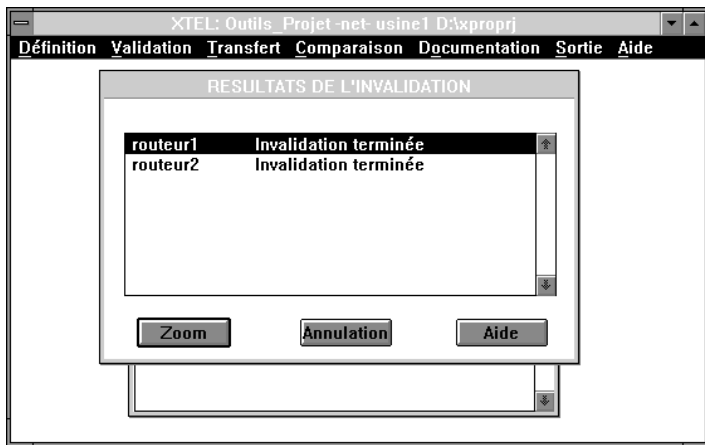 XTEL: Outils_Projet -net- usine1 D:\xproprj
Définition Validation Transfert Comparaison Documentation Sortie Aide
RESULTATS DE L'INVALIDATION
routeur1 Invalidation terminée
routeur2 Invalidation terminée
Zoom Annulation Aide